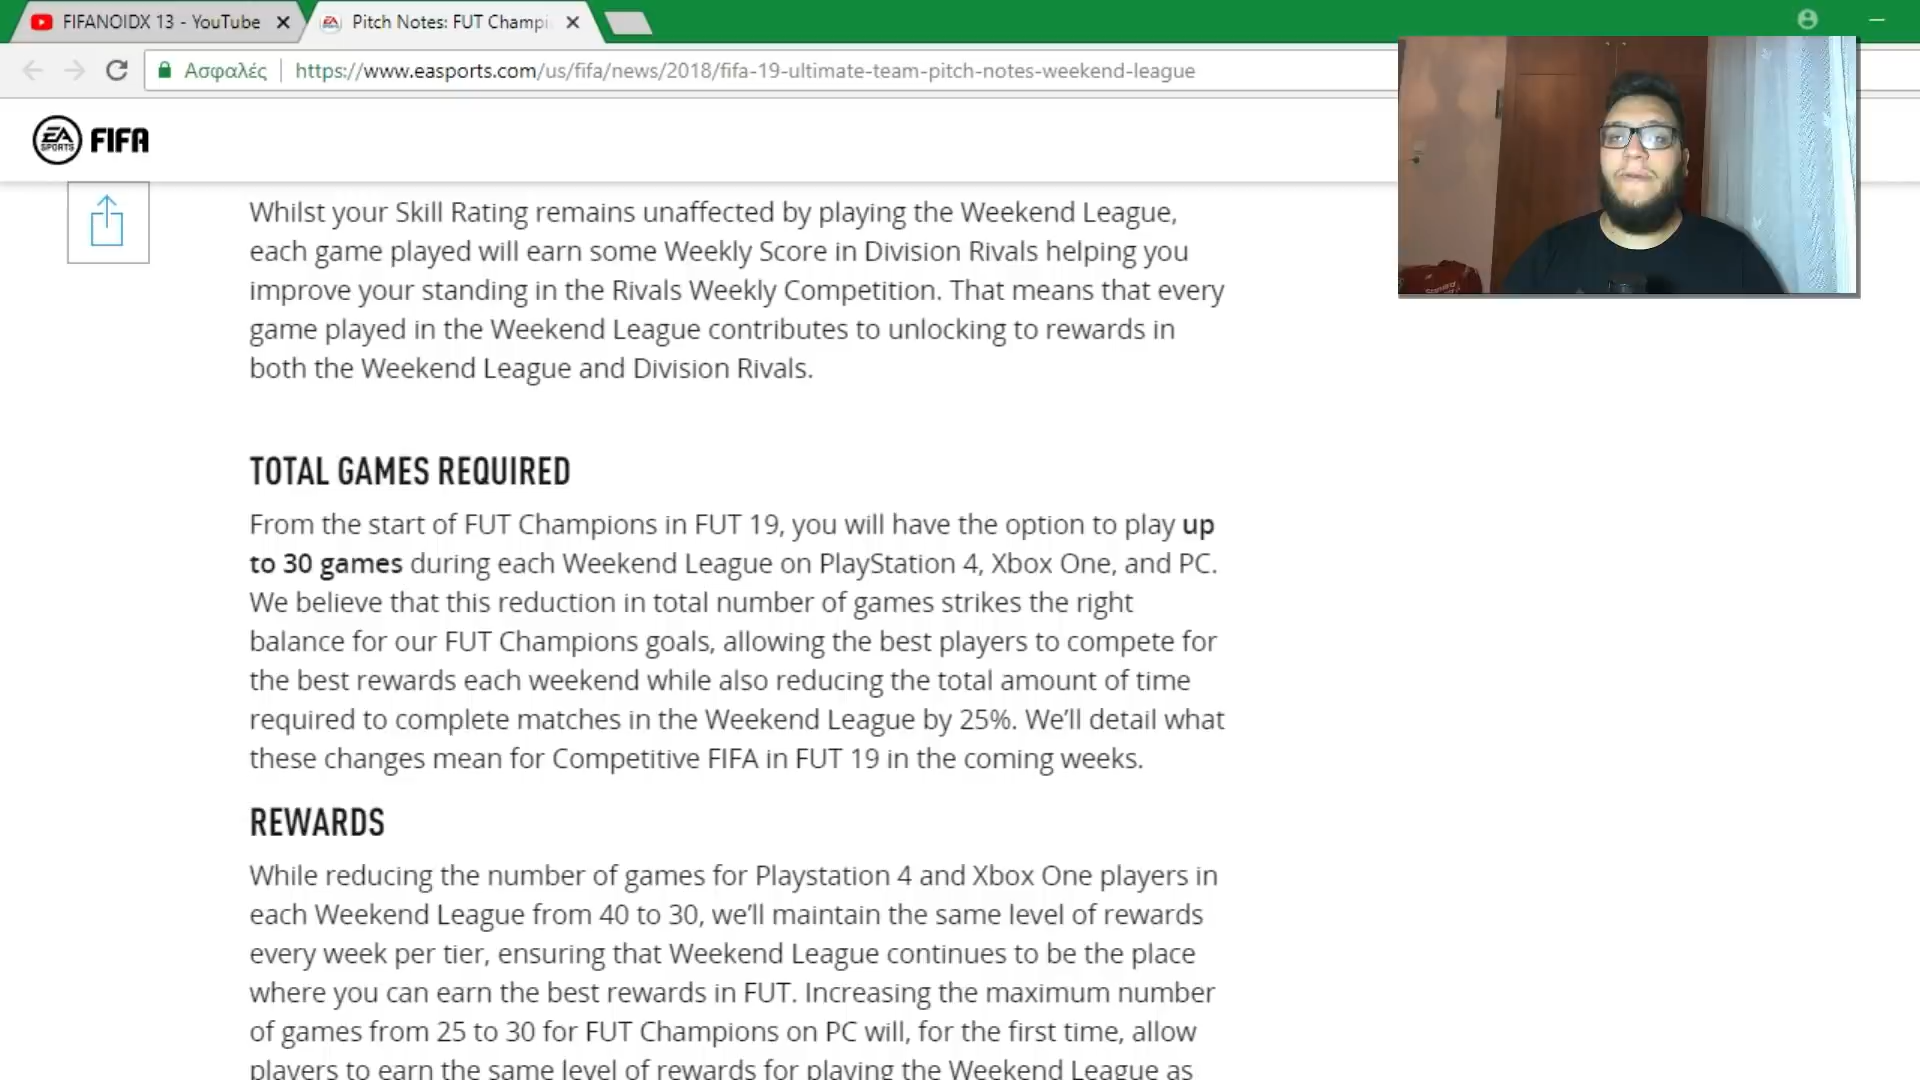 FIFANOIDX 13 - YouTube
Pitch Notes: FUT Champi
Ασφαλές
https://www.easports.com/us/fifa/news/2018/fifa-19-ultimate-team-pitch-notes-weekend-league
EA SPORTS FIFA
Whilst your Skill Rating remains unaffected by playing the Weekend League,
each game played will earn some Weekly Score in Division Rivals helping you
improve your standing in the Rivals Weekly Competition. That means that every
game played in the Weekend League contributes to unlocking to rewards in
both the Weekend League and Division Rivals.
TOTAL GAMES REQUIRED
From the start of FUT Champions in FUT 19, you will have the option to play up
to 30 games during each Weekend League on PlayStation 4, Xbox One, and PC.
We believe that this reduction in total number of games strikes the right
balance for our FUT Champions goals, allowing the best players to compete for
the best rewards each weekend while also reducing the total amount of time
required to complete matches in the Weekend League by 25%. We’ll detail what
these changes mean for Competitive FIFA in FUT 19 in the coming weeks.
REWARDS
While reducing the number of games for Playstation 4 and Xbox One players in
each Weekend League from 40 to 30, we’ll maintain the same level of rewards
every week per tier, ensuring that Weekend League continues to be the place
where you can earn the best rewards in FUT. Increasing the maximum number
of games from 25 to 30 for FUT Champions on PC will, for the first time, allow
players to earn the same level of rewards for playing the Weekend League as